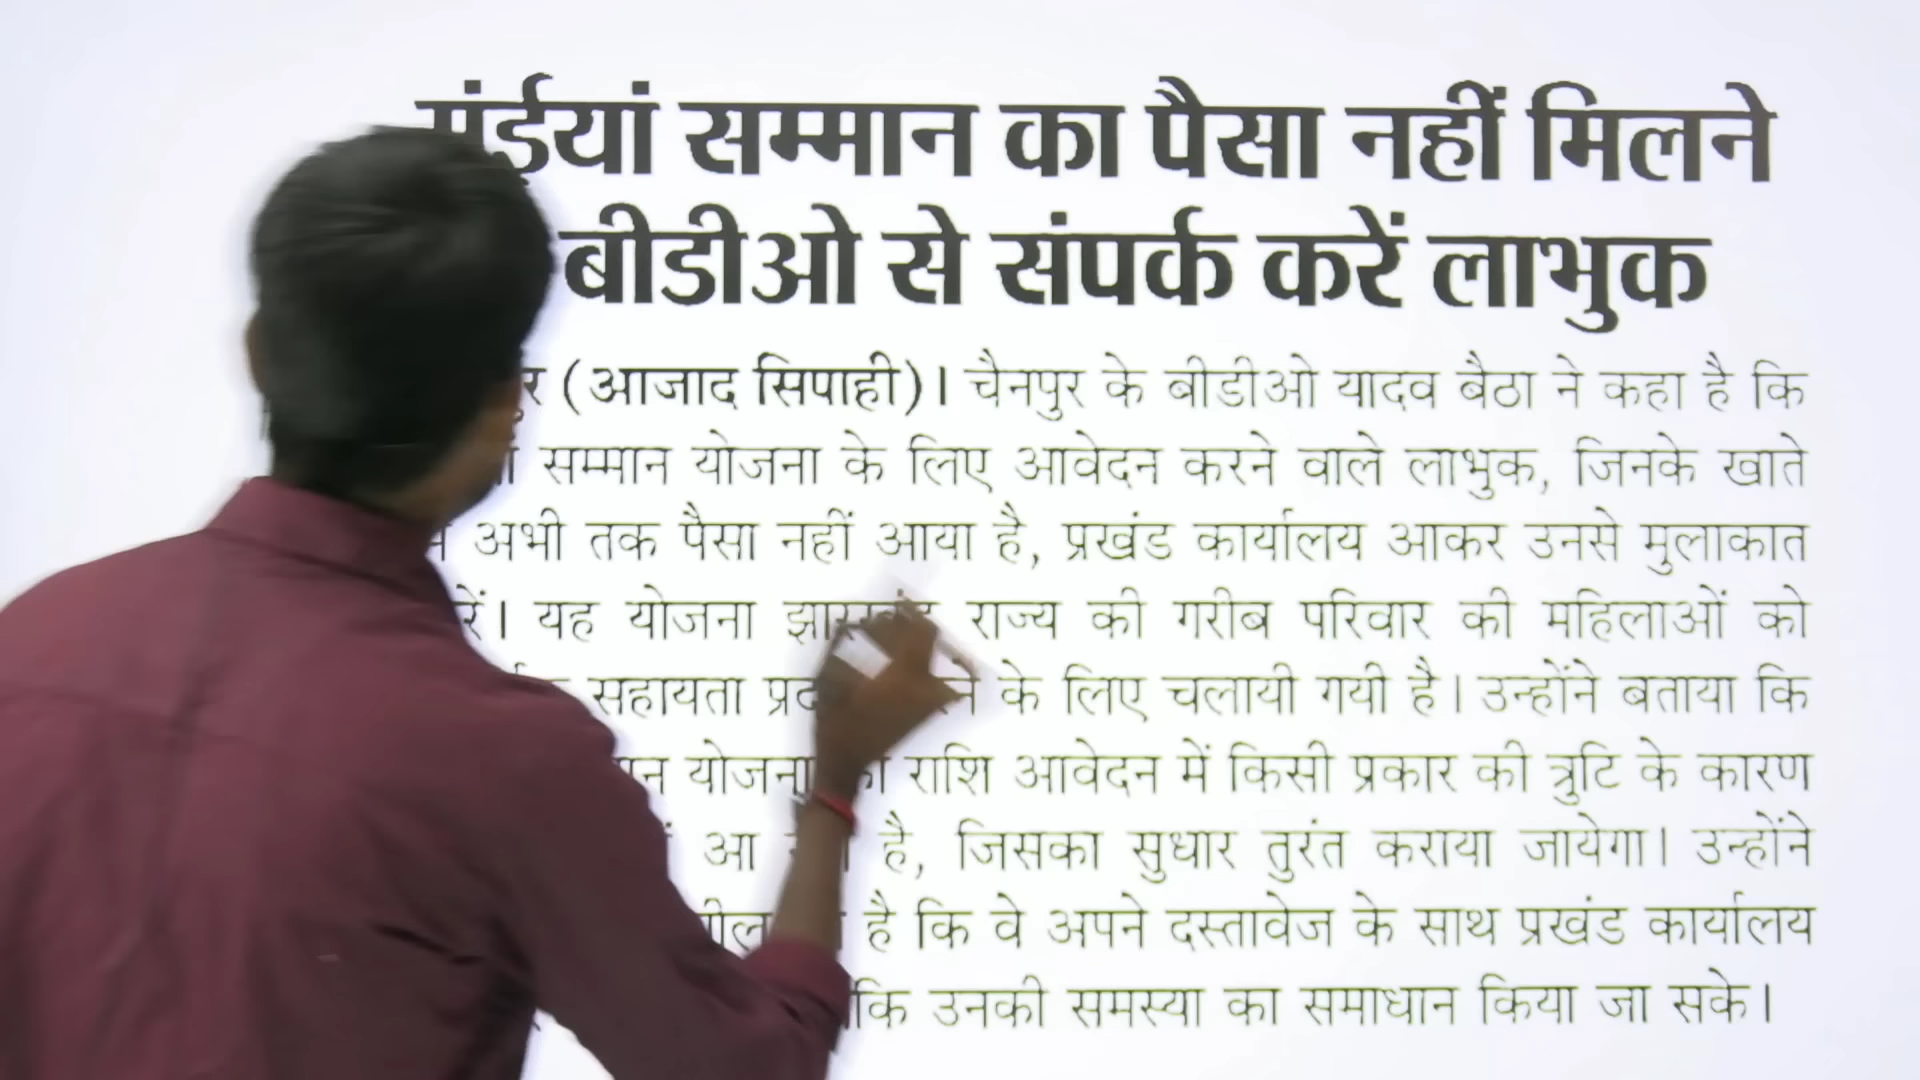 मंईयां सम्मान का पैसा नहीं मिलने
बीडीओ से संपर्क करें लाभुक
(आजाद सिपाही)। चैनपुर के बीडीओ यादव बैठा ने कहा है कि
सम्मान योजना के लिए आवेदन करने वाले लाभुक, जिनके खाते
अभी तक पैसा नहीं आया है, प्रखंड कार्यालय आकर उनसे मुलाकात
यह योजना राज्य की गरीब परिवार की महिलाओं को
सहायता के लिए चलायी गयी है। उन्होंने बताया कि
योजना राशि आवेदन में किसी प्रकार की त्रुटि के कारण
आ है, जिसका सुधार तुरंत कराया जायेगा। उन्होंने
है कि वे अपने दस्तावेज के साथ प्रखंड कार्यालय
उनकी समस्या का समाधान किया जा सके।